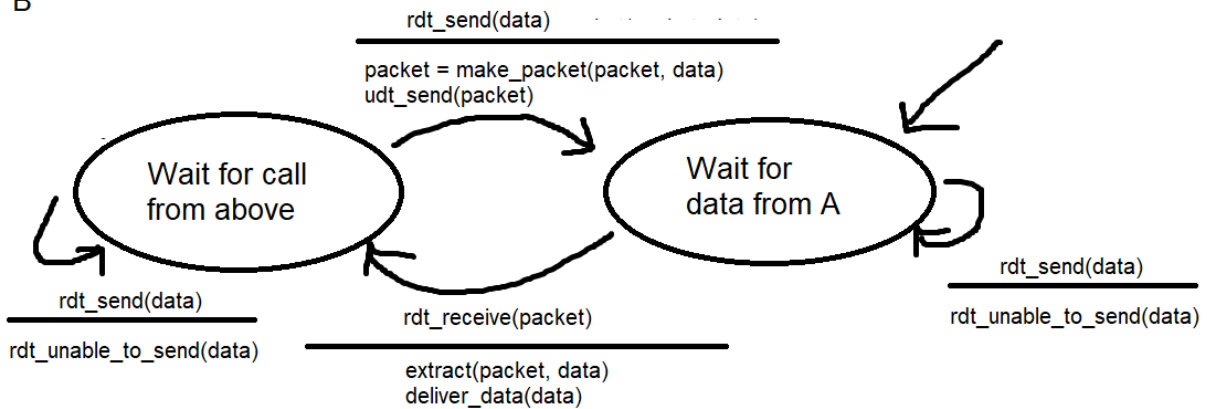 B
rdt_send(data)
packet = make_packet(packet, data)
udt_send(packet)
Wait for call
from above
Wait for
data from A
rdt_send(data)
rdt_unable_to_send(data)
rdt_receive(packet)
extract(packet, data)
deliver_data(data)
rdt_send(data)
rdt_unable_to_send(data)